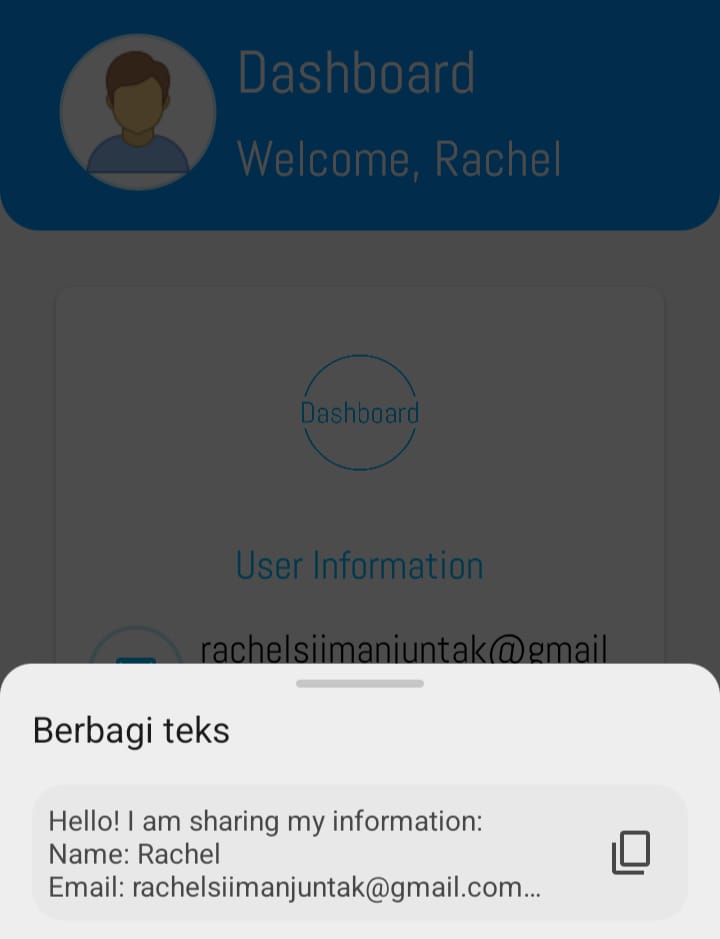 Dashboard
Welcome, Rachel
Dashboard
User Information
rachelsiimanjuntak@gmail
Berbagi teks
Hello! I am sharing my information:
Name: Rachel
Email: rachelsiimanjuntak@gmail.com...